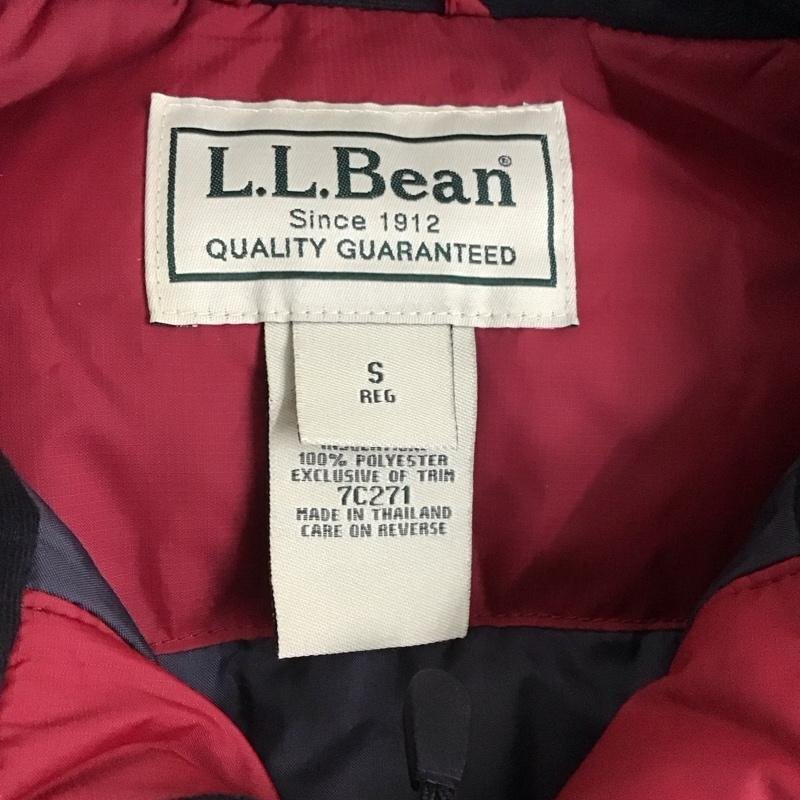 L.L.Bean®
Since 1912
QUALITY GUARANTEED
S
REG
100% POLYESTER
EXCLUSIVE OF TRIM
7C271
MADE IN THAILAND
CARE ON REVERSE